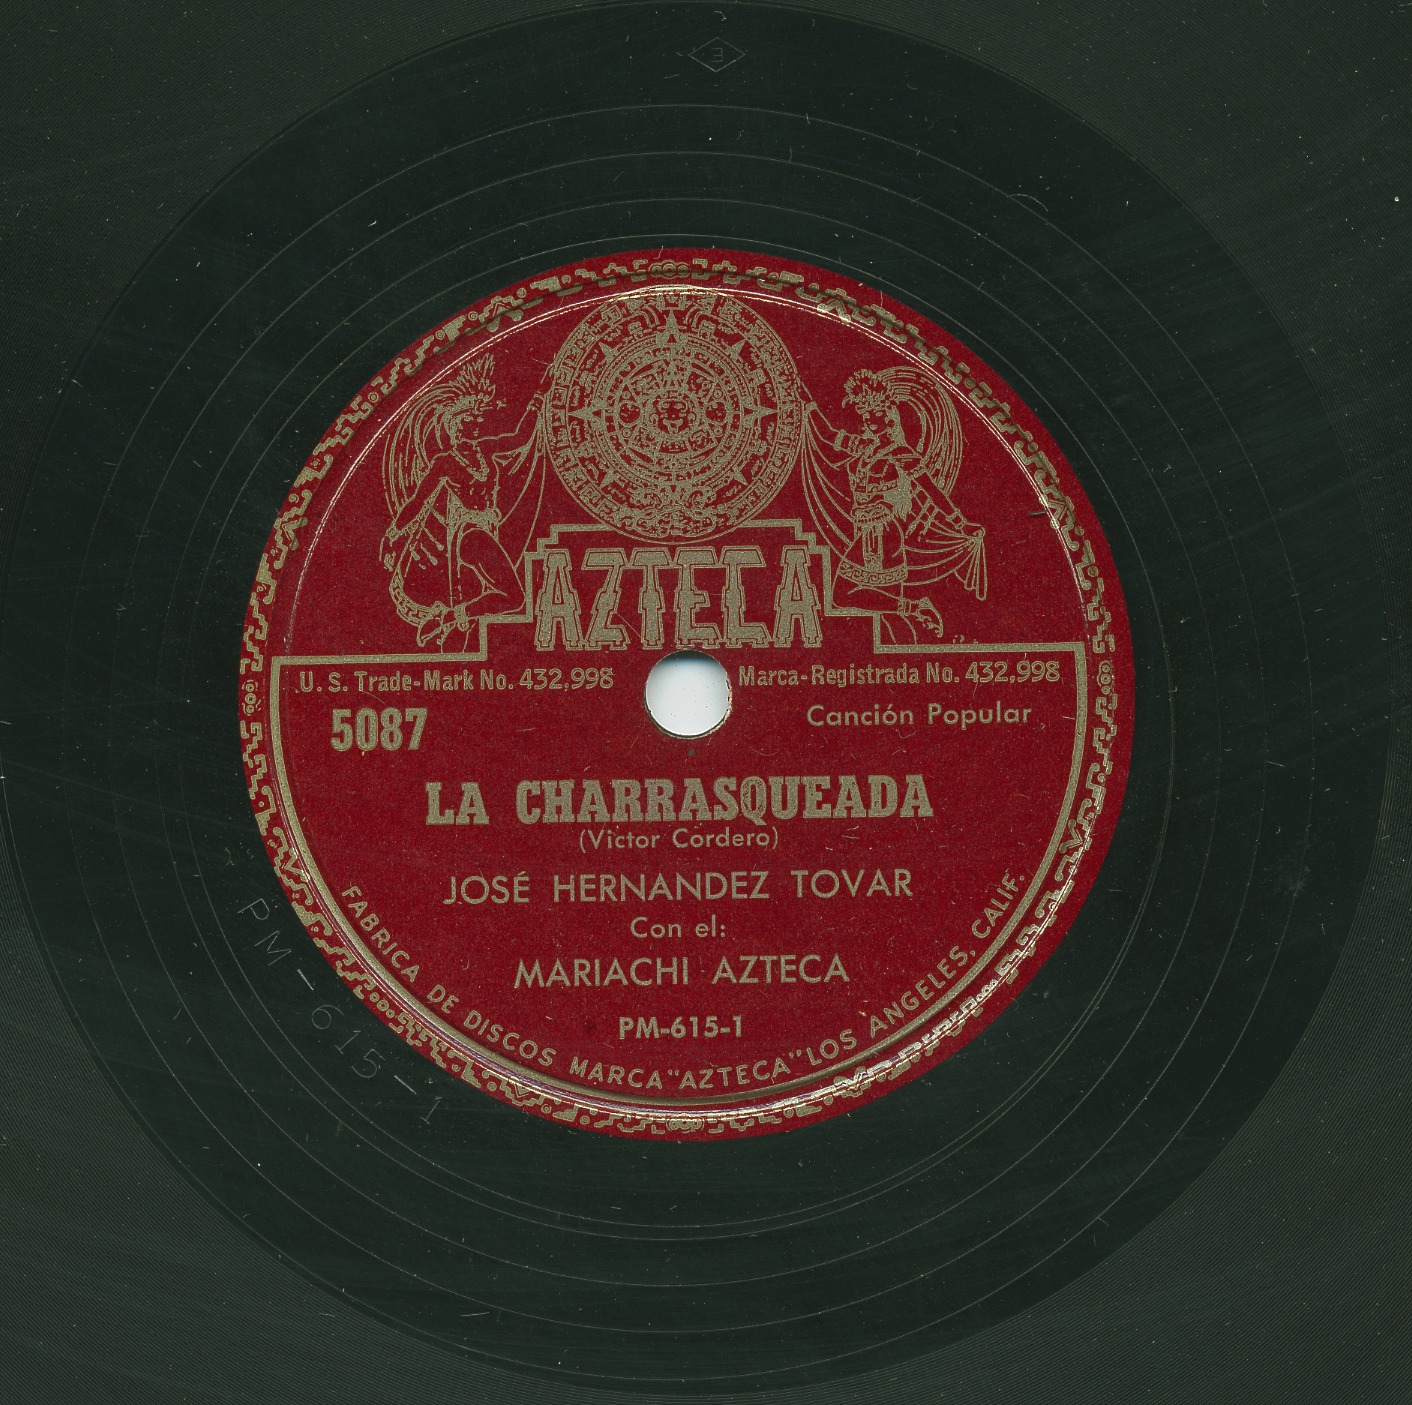 AZTECA
U. S. Trade-Mark No. 432,998
Marca-Registrada No. 432,998
5087
Canción Popular
LA CHARRASQUEADA
(Victor Cordero)
JOSÉ HERNANDEZ TOVAR
Con el:
MARIACHI AZTECA
PM-615-1
FABRICA DE DISCOS MARCA "AZTECA" LOS ANGELES, CALIF.
PM-615-1
E